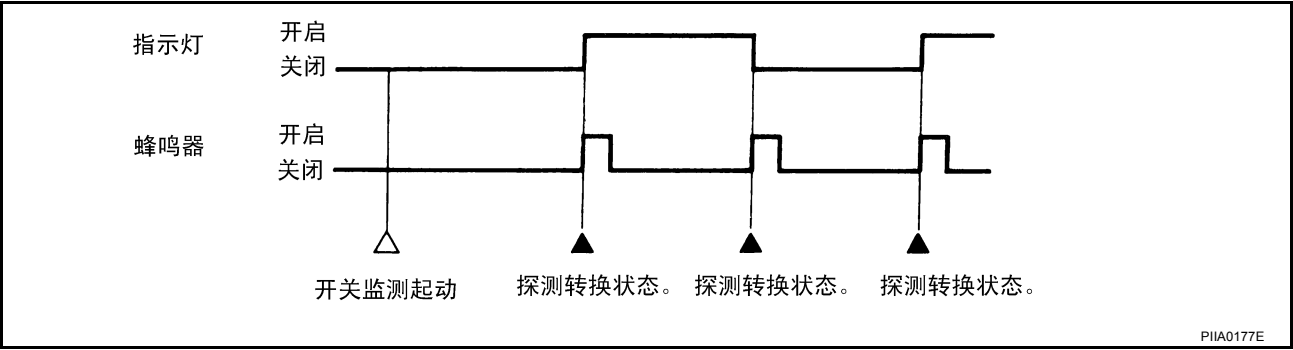 指示灯
开启
关闭
蜂鸣器
开启
关闭
开关监测起动
探测转换状态。
探测转换状态。
探测转换状态。
PIIA0177E